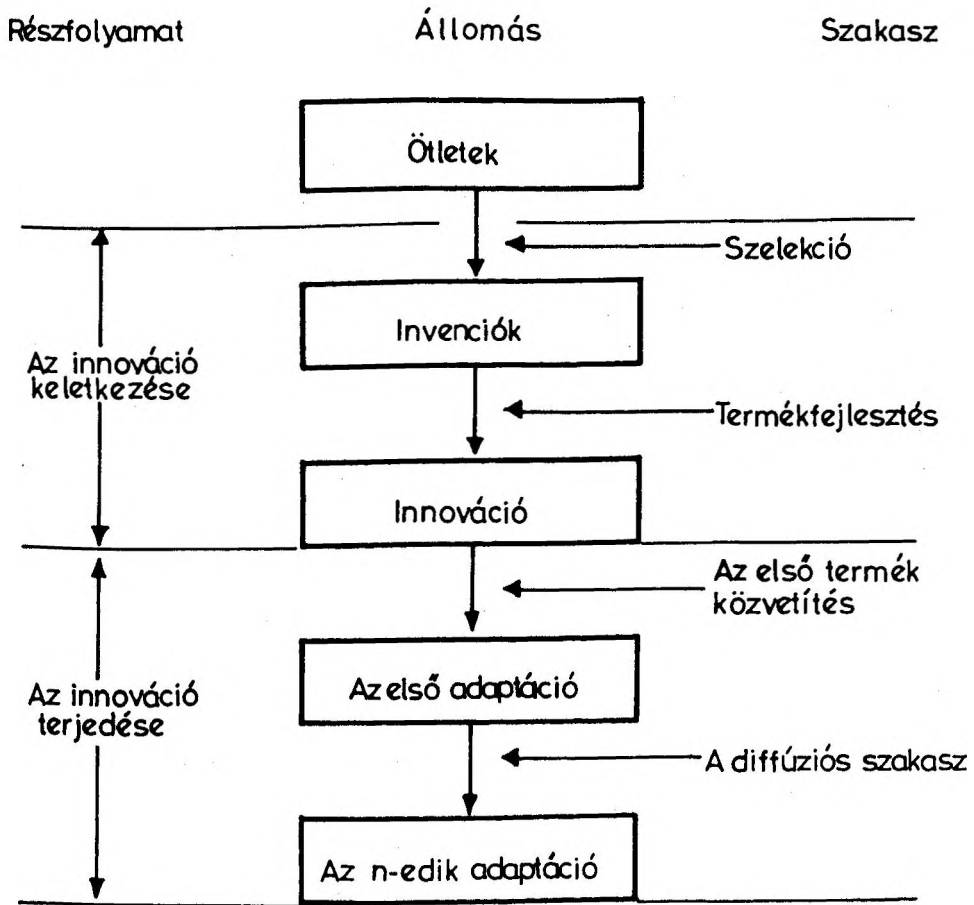 Részfolyamat
Állomás
Szakasz
Ötletek
Szelekció
Invenciók
Az innováció
keletkezése
Termékfejlesztés
Innováció
Az első termék
közvetítés
Az első adaptáció
Az innováció
terjedése
A diffúziós szakasz
Az n-edik adaptáció